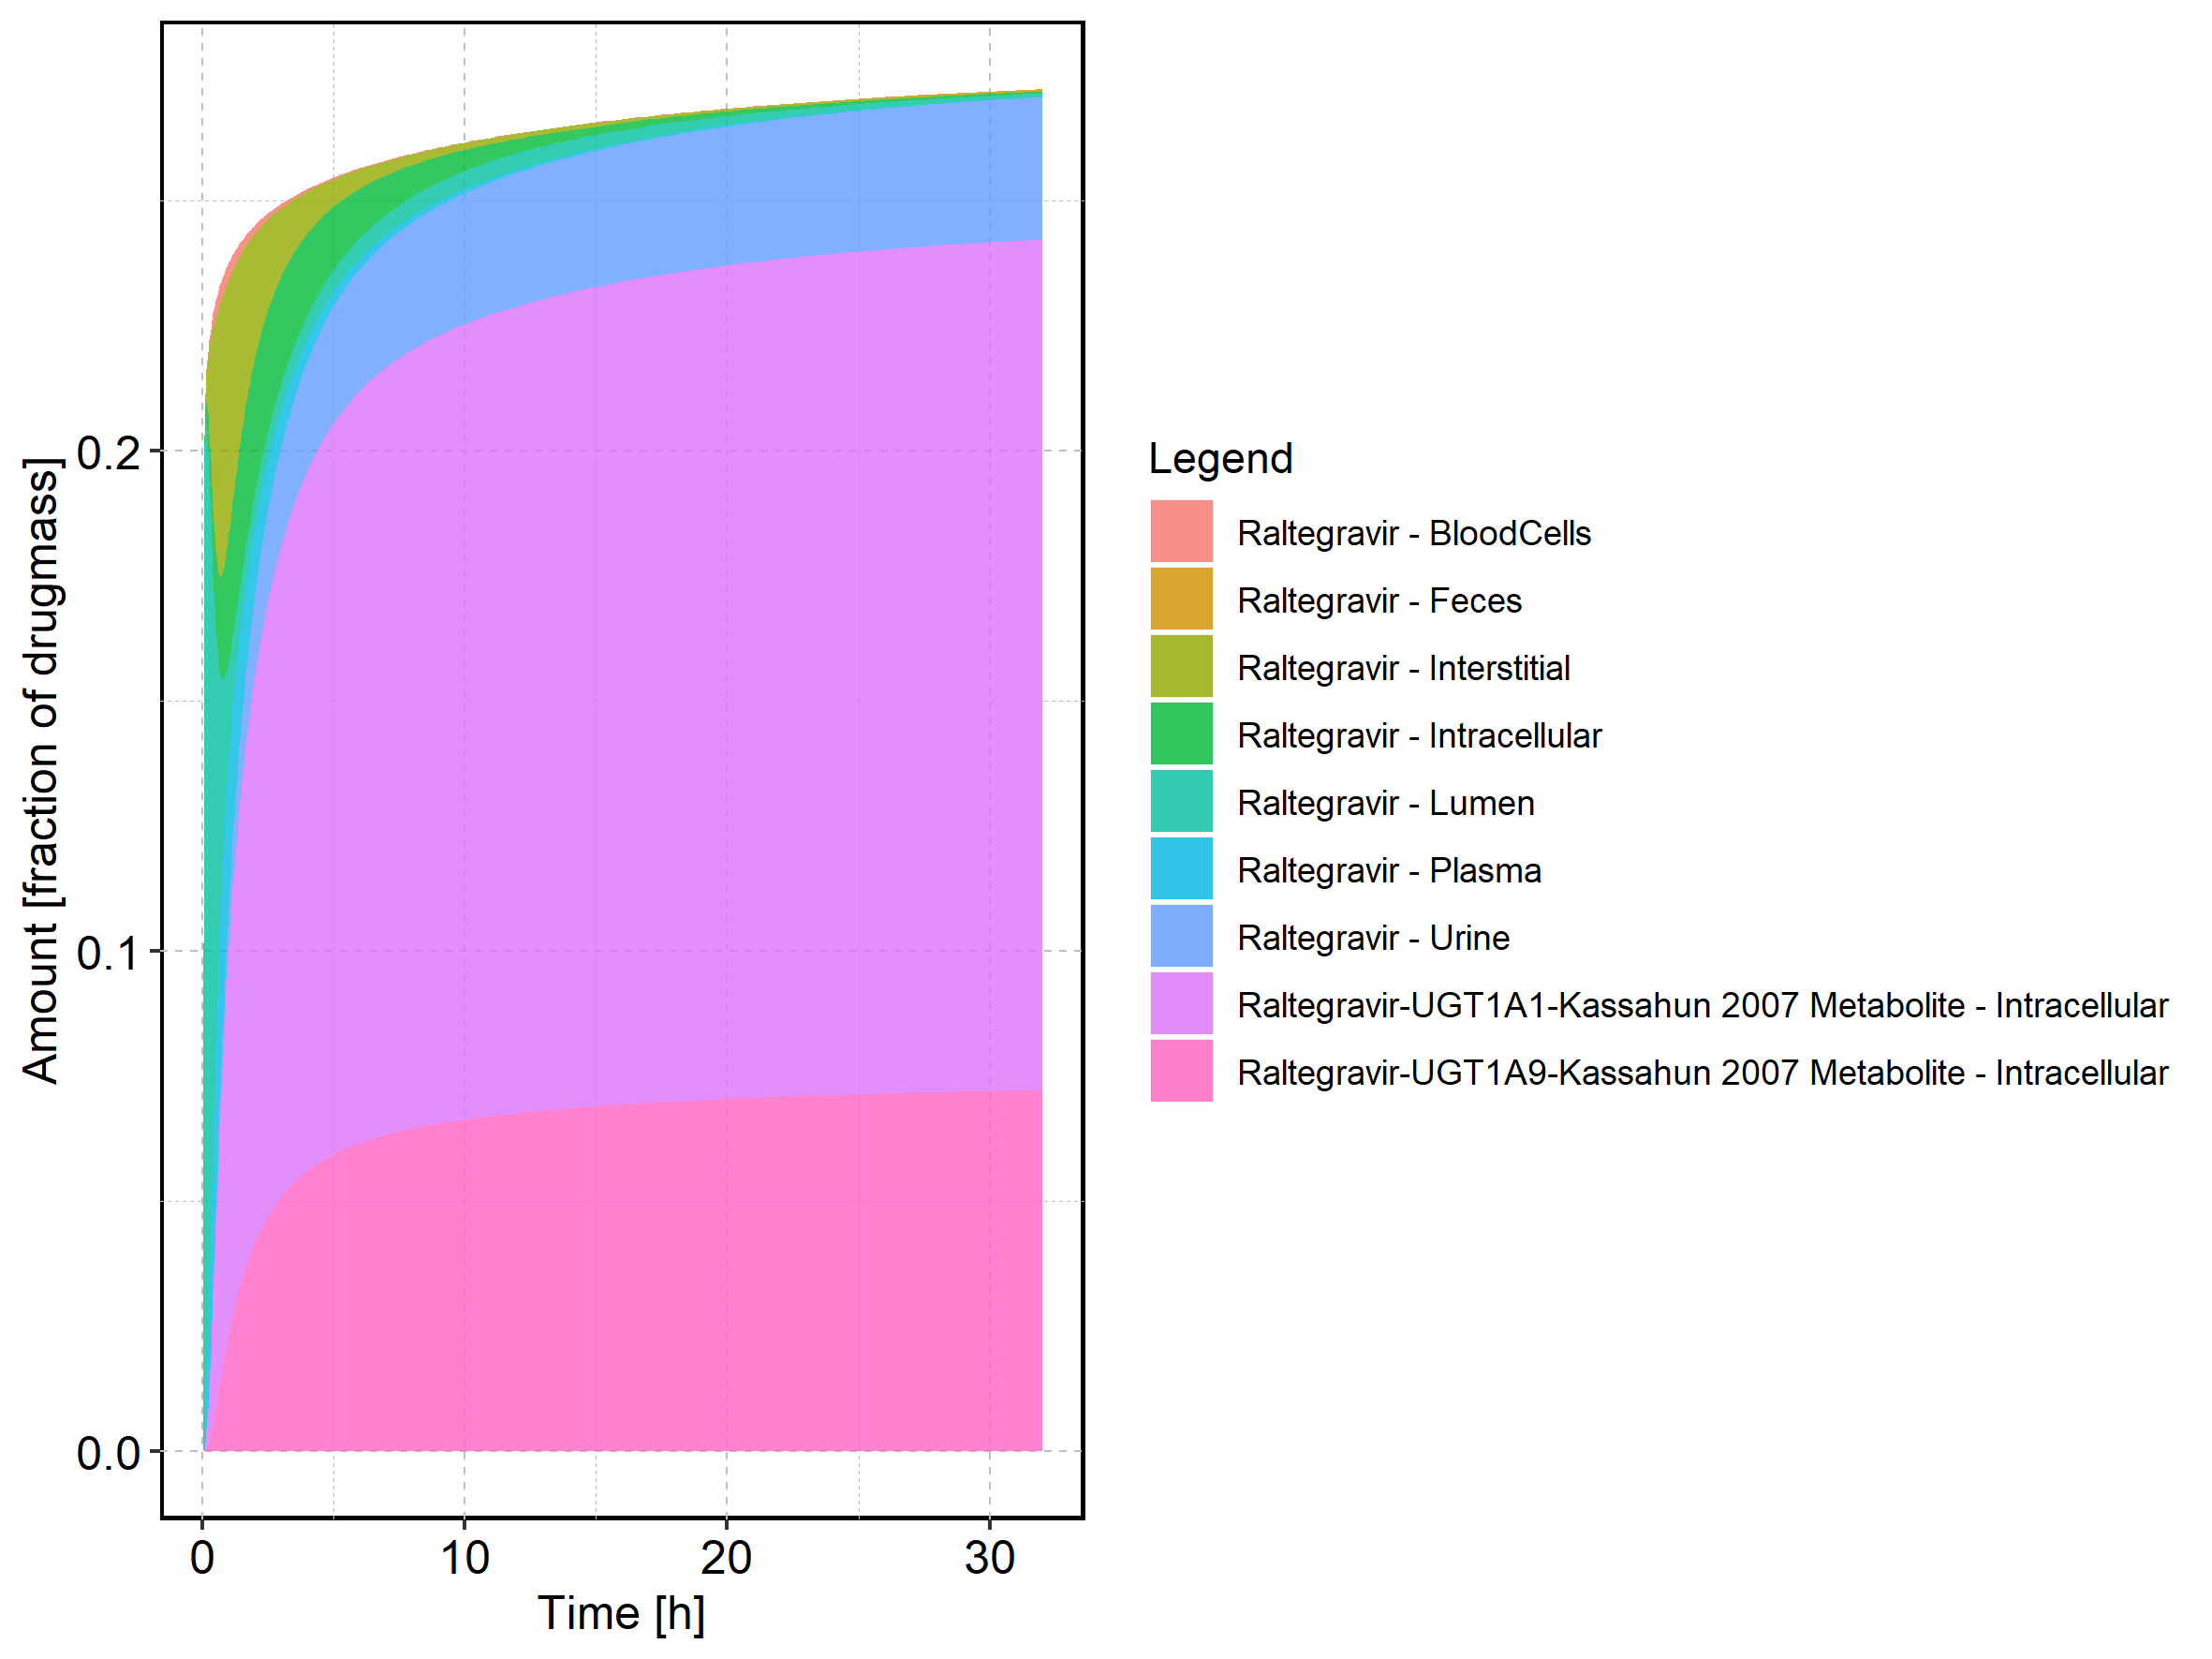 Amount [fraction of drugmass]
0.2
0.1
0.0
0
10
20
30
Time [h]
Legend
Raltegravir - BloodCells
Raltegravir - Feces
Raltegravir - Interstitial
Raltegravir - Intracellular
Raltegravir - Lumen
Raltegravir - Plasma
Raltegravir - Urine
Raltegravir-UGT1A1-Kassahun 2007 Metabolite - Intracellular
Raltegravir-UGT1A9-Kassahun 2007 Metabolite - Intracellular